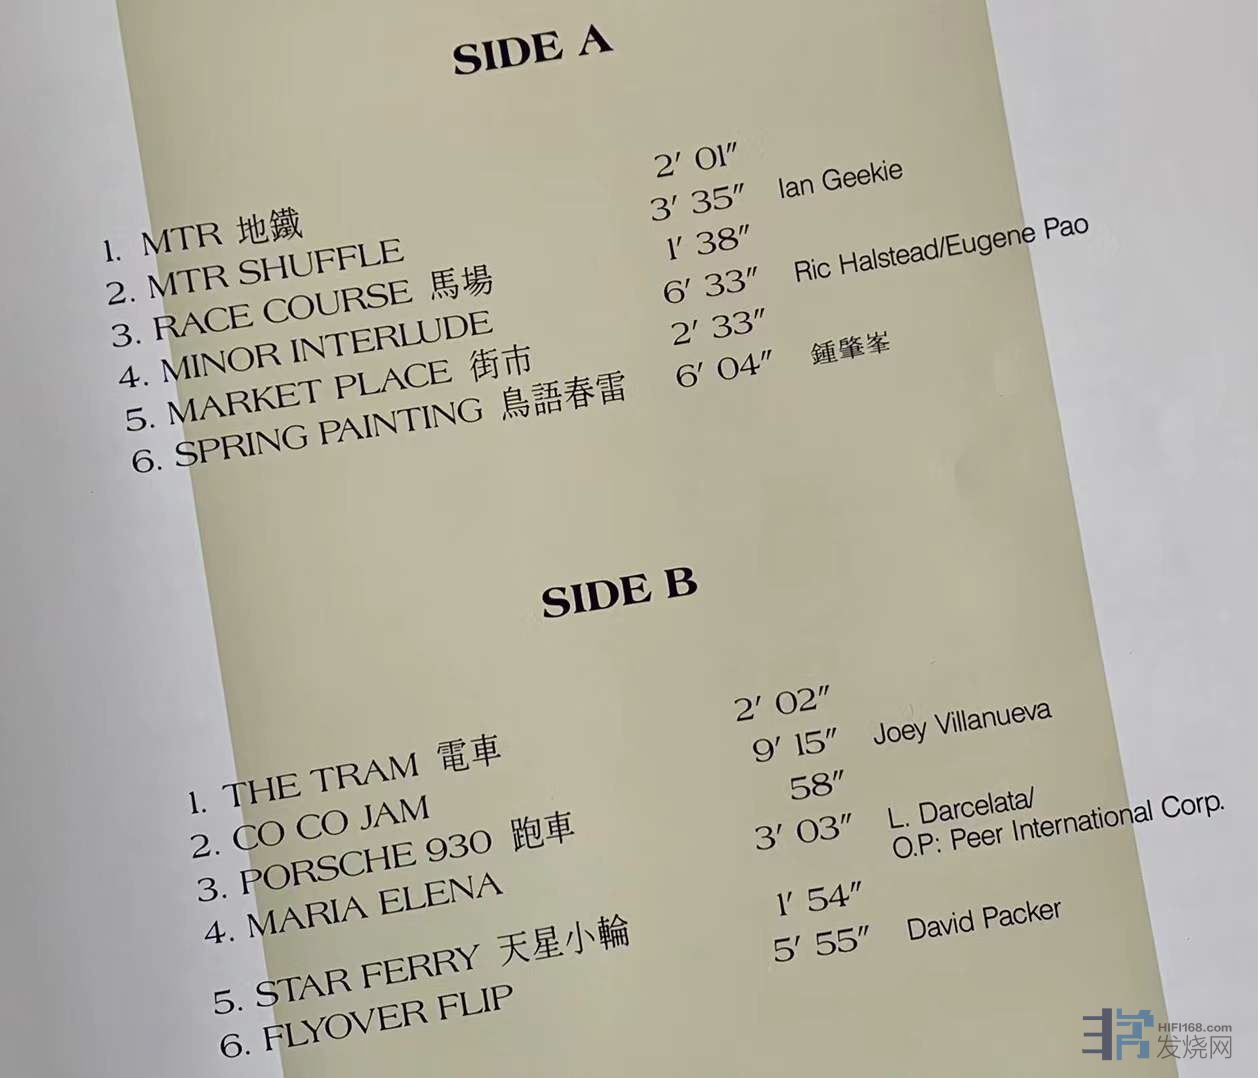 SIDE A
1. MTR 地鐵 2′ 01″
2. MTR SHUFFLE 3′ 35″ Ian Geekie
3. RACE COURSE 馬場 1′ 38″
4. MINOR INTERLUDE 6′ 33″ Ric Halstead/Eugene Pao
5. MARKET PLACE 街市 2′ 33″
6. SPRING PAINTING 鳥語春雷 6′ 04″ 鍾肇峯
SIDE B
1. THE TRAM 電車 2′ 02″
2. CO CO JAM 9′ 15″ Joey Villanueva
3. PORSCHE 930 跑車 58″
4. MARIA ELENA 3′ 03″ L. Darcelata/
O.P: Peer International Corp.
5. STAR FERRY 天星小輪 1′ 54″
6. FLYOVER FLIP 5′ 55″ David Packer
HIFI168.com
发烧网